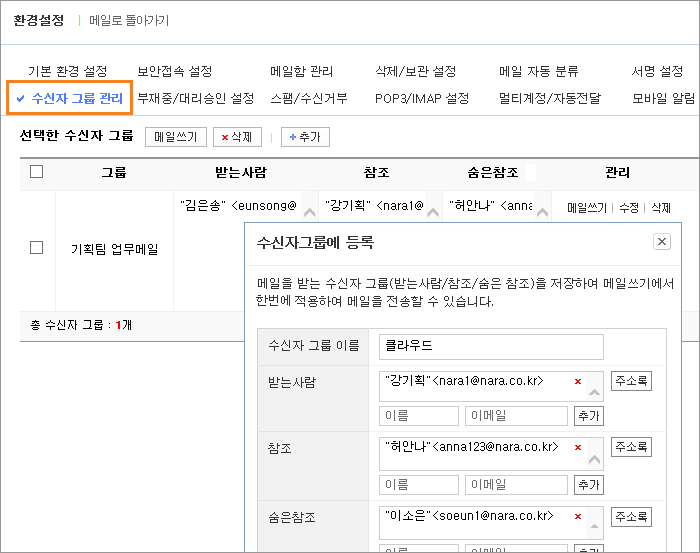 환경설정 | 메일로 돌아가기
기본 환경 설정 보안접속 설정 메일함 관리 삭제/보관 설정 메일 자동 분류 서명 설정
수신자 그룹 관리 부재중/대리승인 설정 스팸/수신거부 POP3/IMAP 설정 멀티계정/자동전달 모바일 알림
선택한 수신자 그룹 메일쓰기 × 삭제 | + 추가
그룹 받는사람 참조 숨은참조 관리
"김은송" <eunsong@ "강기획" <nara1@ "허안나" <anna 메일쓰기 | 수정 | 삭제
기획팀 업무메일
총 수신자 그룹 : 1개
수신자그룹에 등록
메일을 받는 수신자 그룹(받는사람/참조/숨은 참조)을 저장하여 메일쓰기에서
한번에 적용하여 메일을 전송할 수 있습니다.
수신자 그룹 이름 클라우드
받는사람 "강기획"<nara1@nara.co.kr> × 주소록
이름 이메일 추가
참조 "허안나"<anna123@nara.co.kr> × 주소록
이름 이메일 추가
숨은참조 "이소은"<soeun1@nara.co.kr> × 주소록